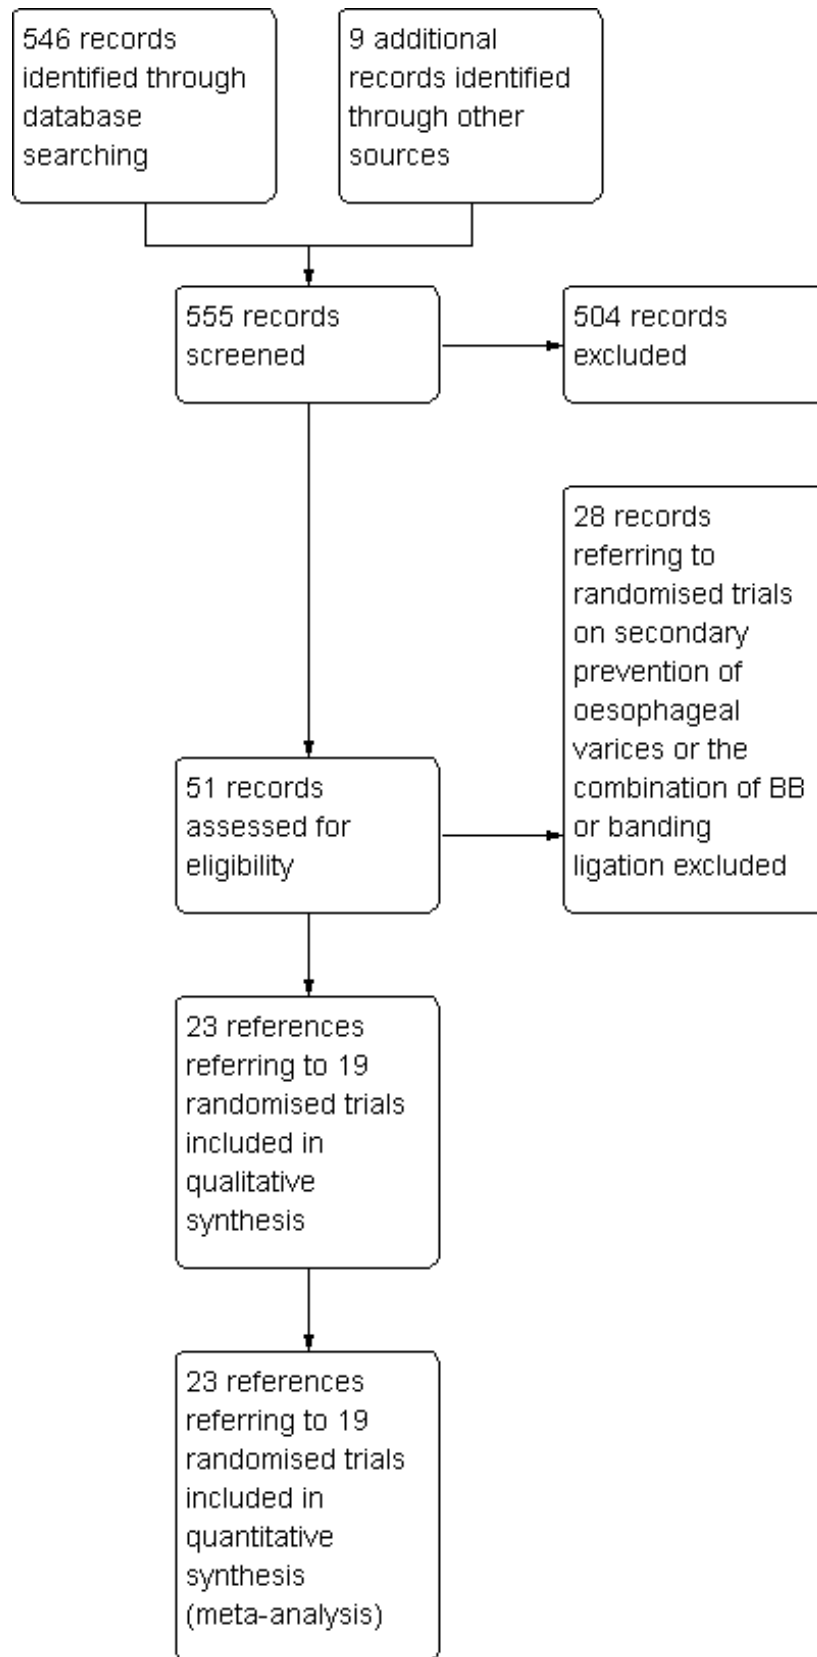 546 records
identified through
database
searching
9 additional
records identified
through other
sources
555 records
screened
504 records
excluded
28 records
referring to
randomised trials
on secondary
prevention of
oesophageal
varices or the
combination of BB
or banding
ligation excluded
51 records
assessed for
eligibility
23 references
referring to 19
randomised trials
included in
qualitative
synthesis
23 references
referring to 19
randomised trials
included in
quantitative
synthesis
(meta-analysis)